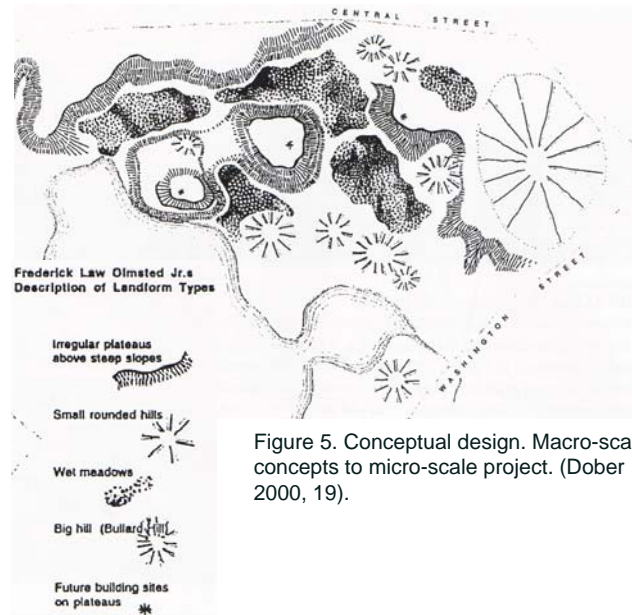 CENTRAL STREET
WASHINGTON STREET
Frederick Law Olmsted Jr.s
Description of Landform Types
Irregular plateaus
above steep slopes
Small rounded hills
Wet meadows
Big hill (Bullard Hill)
Future building sites
on plateaus
Figure 5. Conceptual design. Macro-sca
concepts to micro-scale project. (Dober
2000, 19).